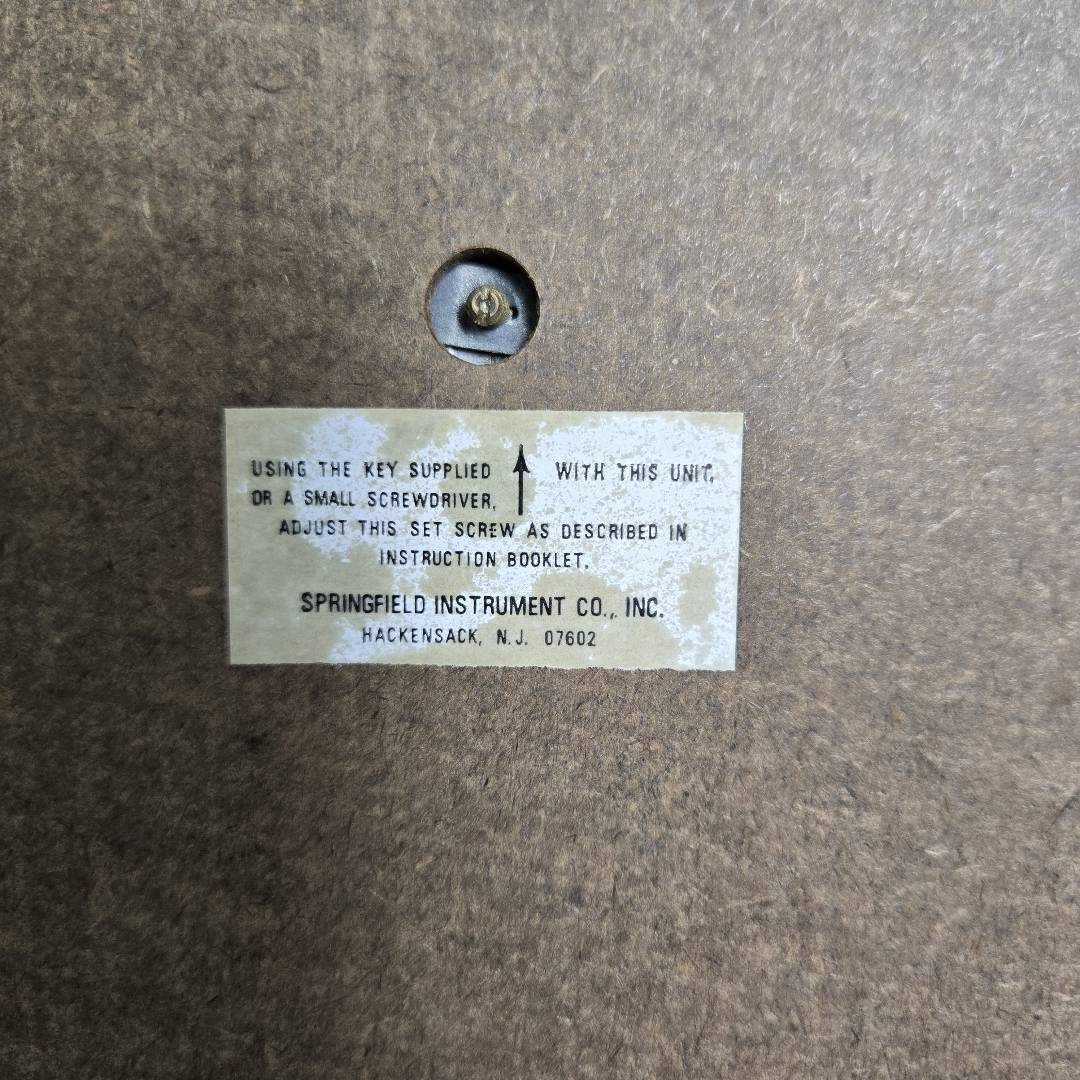 USING THE KEY SUPPLIED ↑ WITH THIS UNIT,
OR A SMALL SCREWDRIVER,
ADJUST THIS SET SCREW AS DESCRIBED IN
INSTRUCTION BOOKLET.
SPRINGFIELD INSTRUMENT CO., INC.
HACKENSACK, N.J. 07602